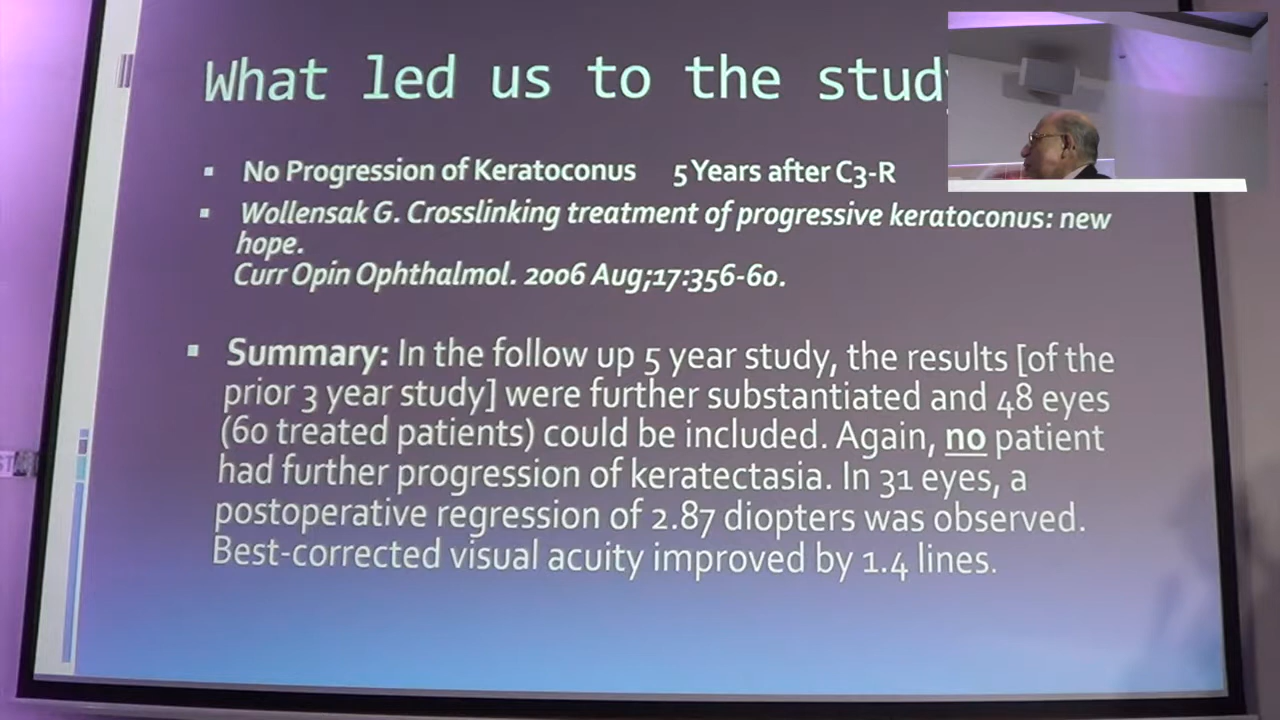 What led us to the stud
▪ No Progression of Keratoconus 5 Years after C3-R
▪ Wollensak G. Crosslinking treatment of progressive keratoconus: new
hope.
Curr Opin Ophthalmol. 2006 Aug;17:356-60.
▪ Summary: In the follow up 5 year study, the results [of the
prior 3 year study] were further substantiated and 48 eyes
(60 treated patients) could be included. Again, no patient
had further progression of keratectasia. In 31 eyes, a
postoperative regression of 2.87 diopters was observed.
Best-corrected visual acuity improved by 1.4 lines.